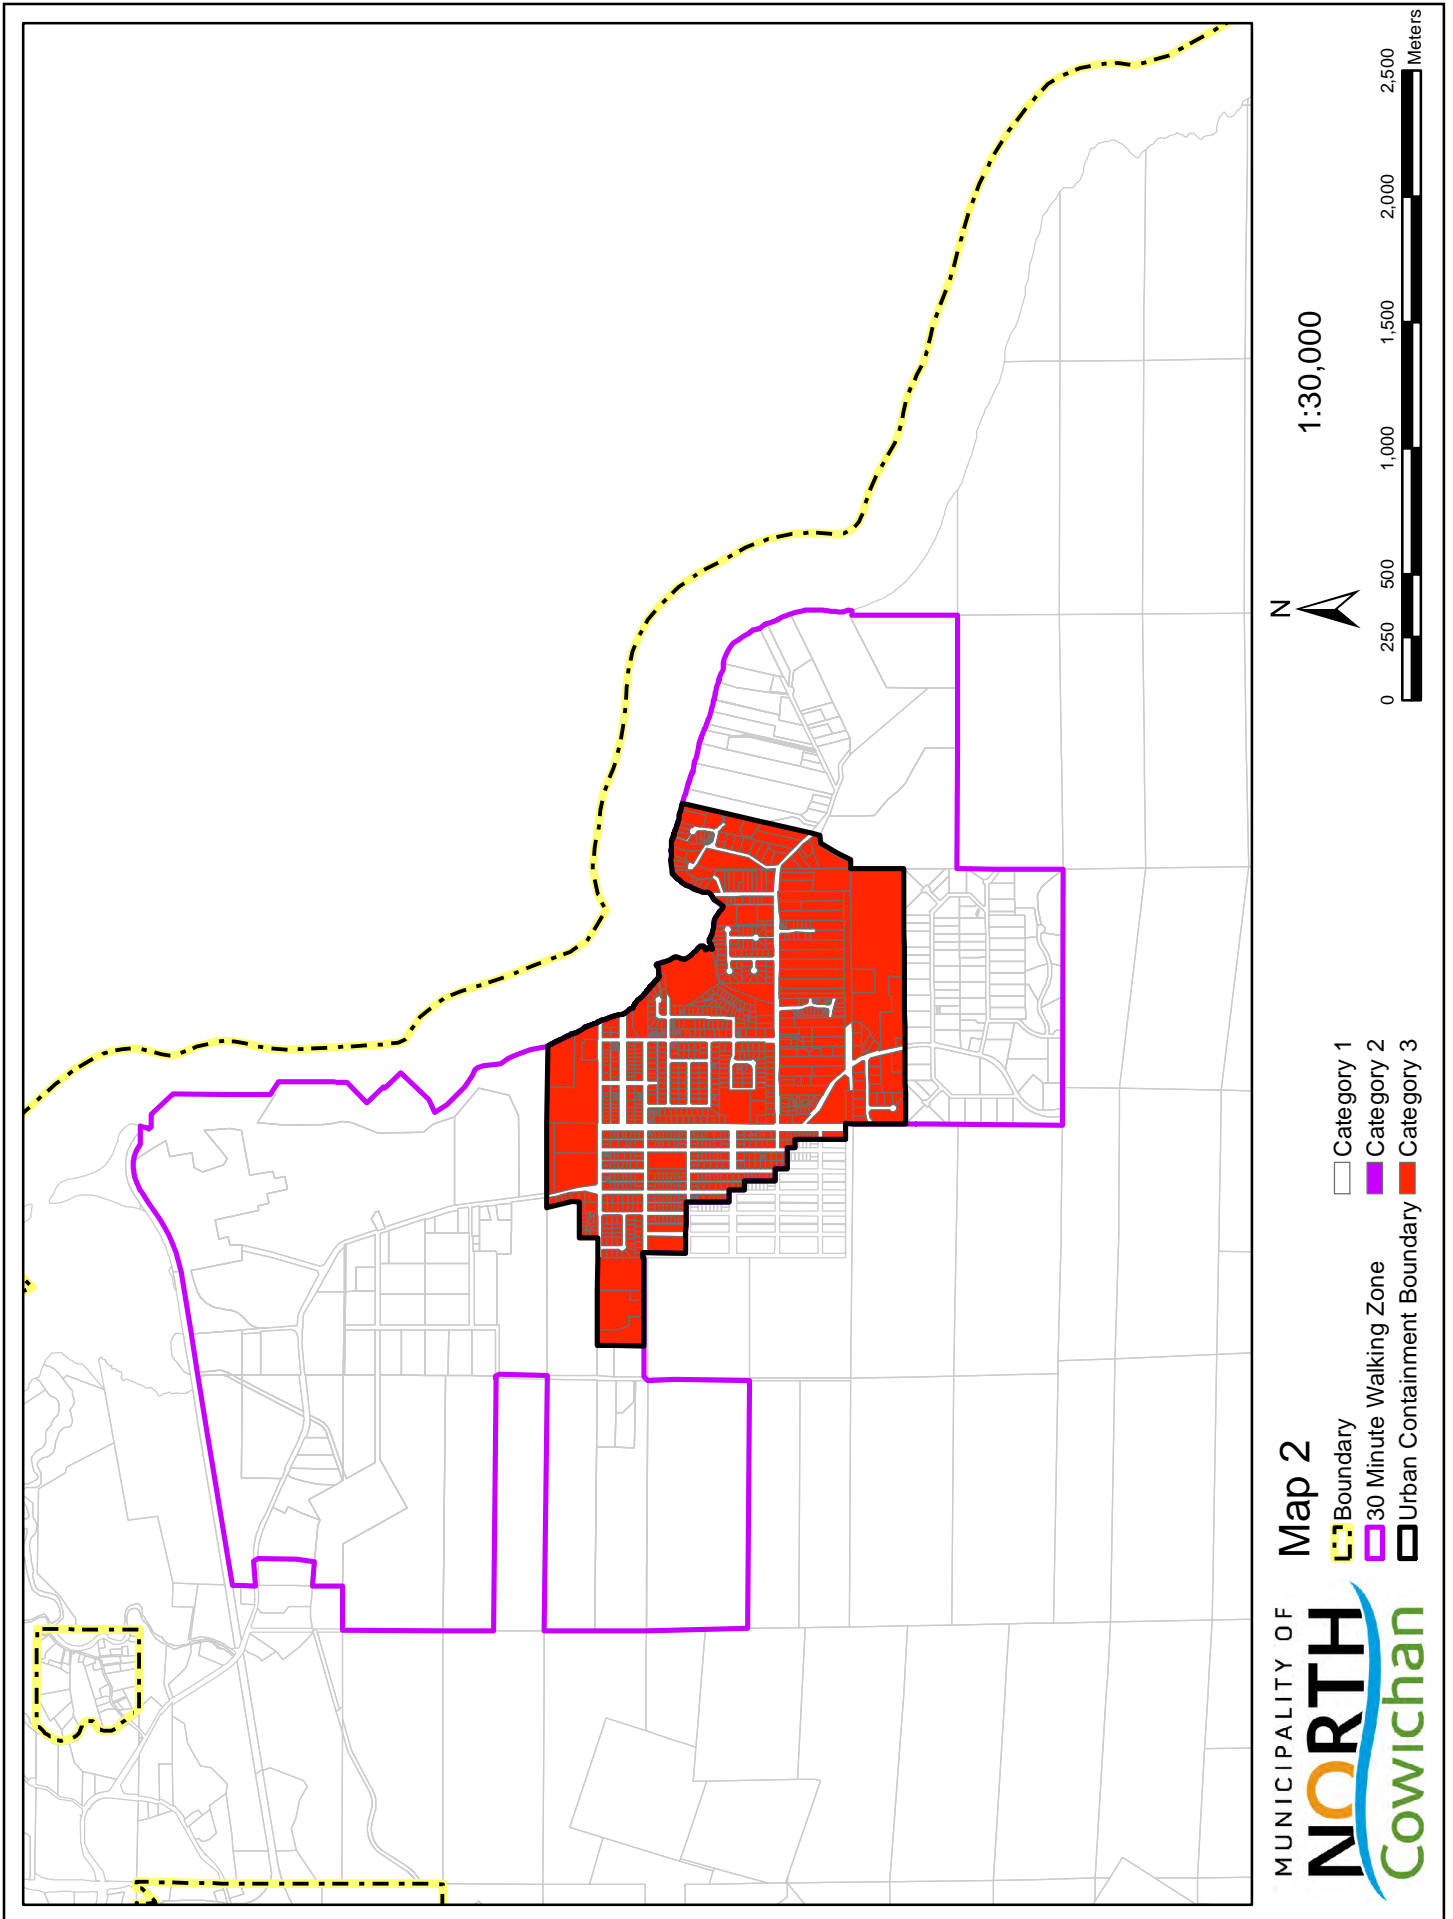 Map 2
Boundary
30 Minute Walking Zone
Urban Containment Boundary
Category 1
Category 2
Category 3
N
1:30,000
0 250 500 1,000 1,500 2,000 2,500
Meters
MUNICIPALITY OF
NORTH
Cowichan